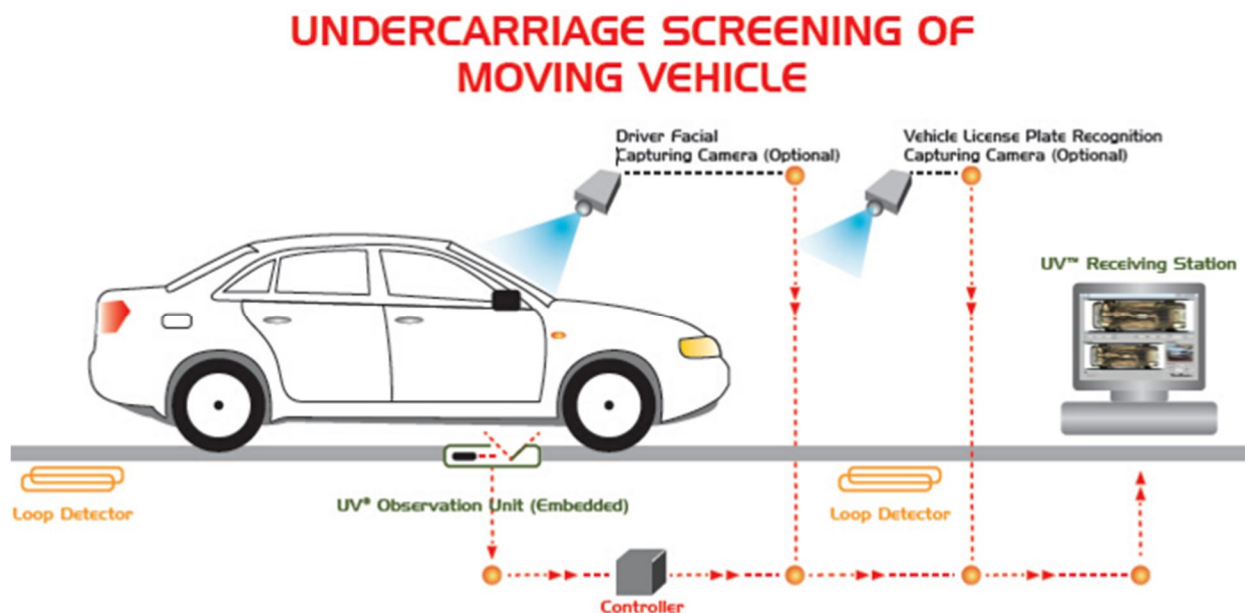 UNDERCARRIAGE SCREENING OF
MOVING VEHICLE
Driver Facial
Capturing Camera (Optional)
Vehicle License Plate Recognition
Capturing Camera (Optional)
UV™ Receiving Station
Loop Detector
UV® Observation Unit (Embedded)
Loop Detector
Controller